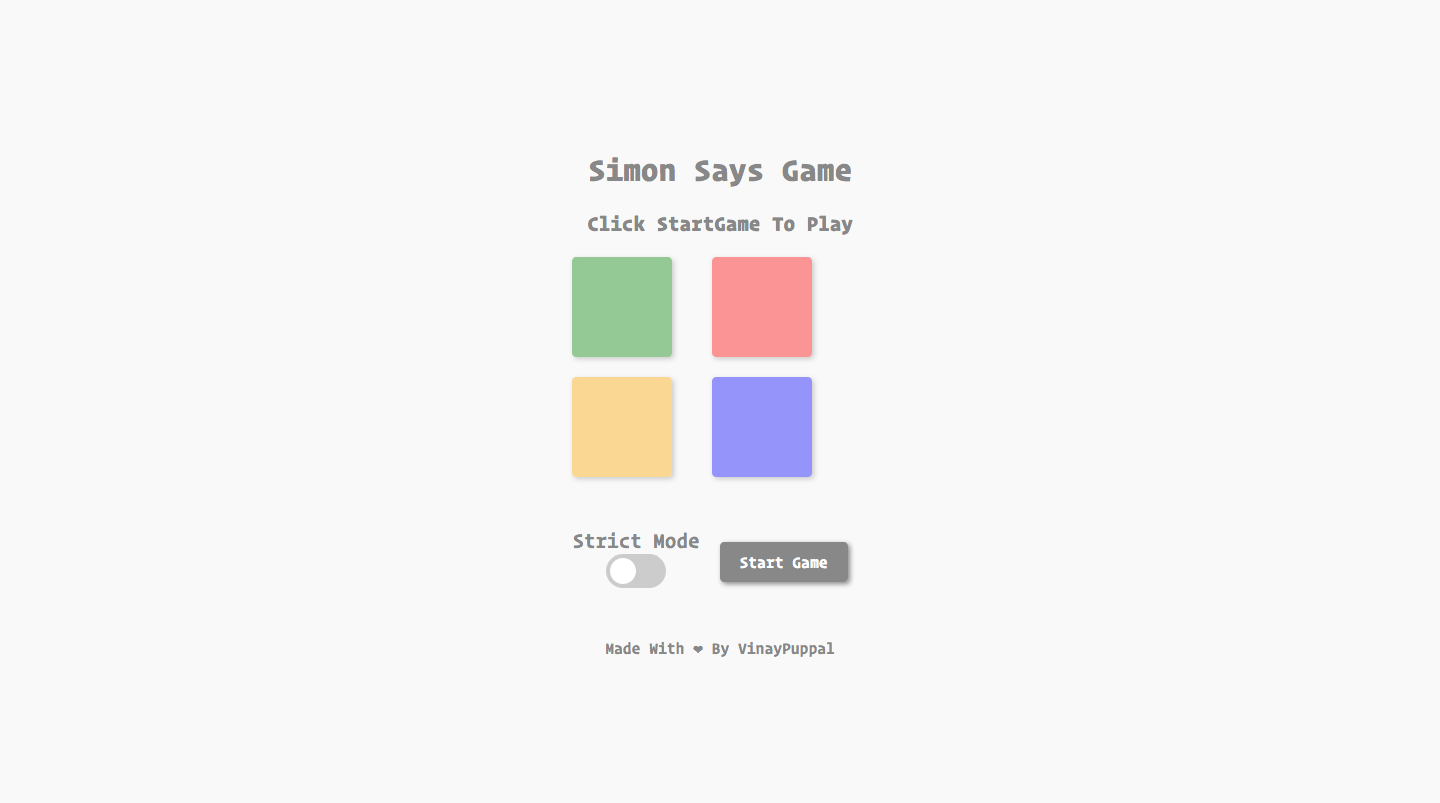 Simon Says Game
Click StartGame To Play
Strict Mode
Start Game
Made With ❤ By VinayPuppal